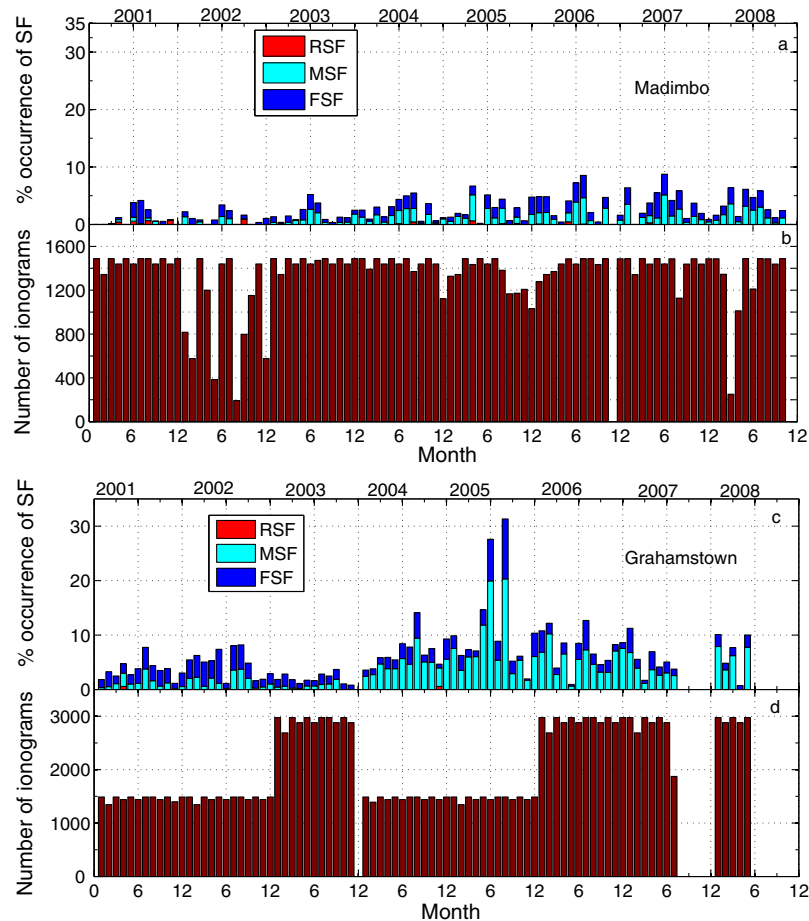 2001 2002 2003 2004 2005 2006 2007 2008
35
30
20
10
0
% occurrence of SF
RSF
MSF
FSF
a
Madimbo
1600
1200
800
400
0
Number of ionograms
b
0 6 12 6 12 6 12 6 12 6 12 6 12 6 12 6 12
Month
2001 2002 2003 2004 2005 2006 2007 2008
30
20
10
0
% occurrence of SF
RSF
MSF
FSF
c
Grahamstown
3000
2000
1000
0
Number of ionograms
d
0 6 12 6 12 6 12 6 12 6 12 6 12 6 12 6 12
Month